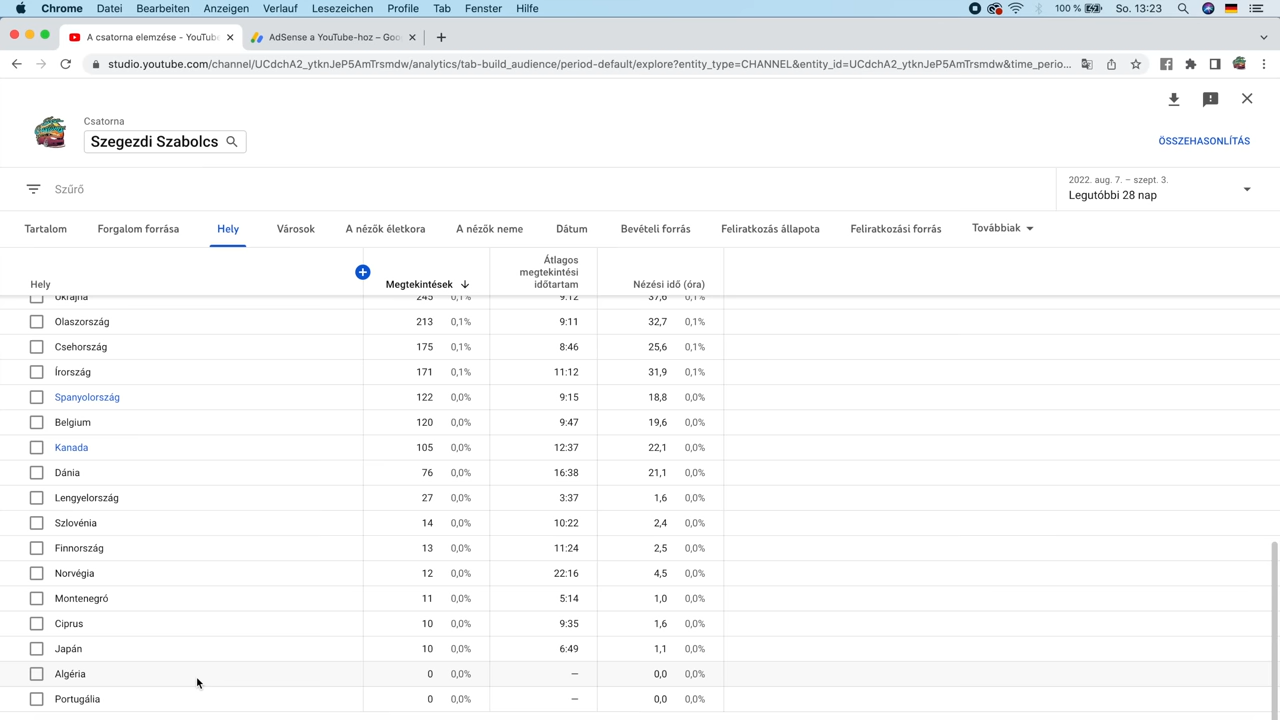 Chrome Datei Bearbeiten Anzeigen Verlauf Lesezeichen Profile Tab Fenster Hilfe 100 % So. 13:23
A csatorna elemzése - YouTube
AdSense a YouTube-hoz – Goo
studio.youtube.com/channel/UCdchA2_ytknJeP5AmTrsmdw/analytics/tab-build_audience/period-default/explore?entity_type=CHANNEL&entity_id=UCdchA2_ytknJeP5AmTrsmdw&time_perio...
Csatorna
Szegezdi Szabolcs
ÖSSZEHASONLÍTÁS
Szűrő
2022. aug. 7. – szept. 3.
Legutóbbi 28 nap
Tartalom Forgalom forrása Hely Városok A nézők életkora A nézők neme Dátum Bevételi forrás Feliratkozás állapota Feliratkozási forrás Továbbiak
Hely Megtekintések Átlagos megtekintési időtartam Nézési idő (óra)
Ukrajna 245 0,1% 9:12 37,6 0,1%
Olaszország 213 0,1% 9:11 32,7 0,1%
Csehország 175 0,1% 8:46 25,6 0,1%
Írország 171 0,1% 11:12 31,9 0,1%
Spanyolország 122 0,0% 9:15 18,8 0,0%
Belgium 120 0,0% 9:47 19,6 0,0%
Kanada 105 0,0% 12:37 22,1 0,0%
Dánia 76 0,0% 16:38 21,1 0,0%
Lengyelország 27 0,0% 3:37 1,6 0,0%
Szlovénia 14 0,0% 10:22 2,4 0,0%
Finnország 13 0,0% 11:24 2,5 0,0%
Norvégia 12 0,0% 22:16 4,5 0,0%
Montenegró 11 0,0% 5:14 1,0 0,0%
Ciprus 10 0,0% 9:35 1,6 0,0%
Japán 10 0,0% 6:49 1,1 0,0%
Algéria 0 0,0% – 0,0 0,0%
Portugália 0 0,0% – 0,0 0,0%